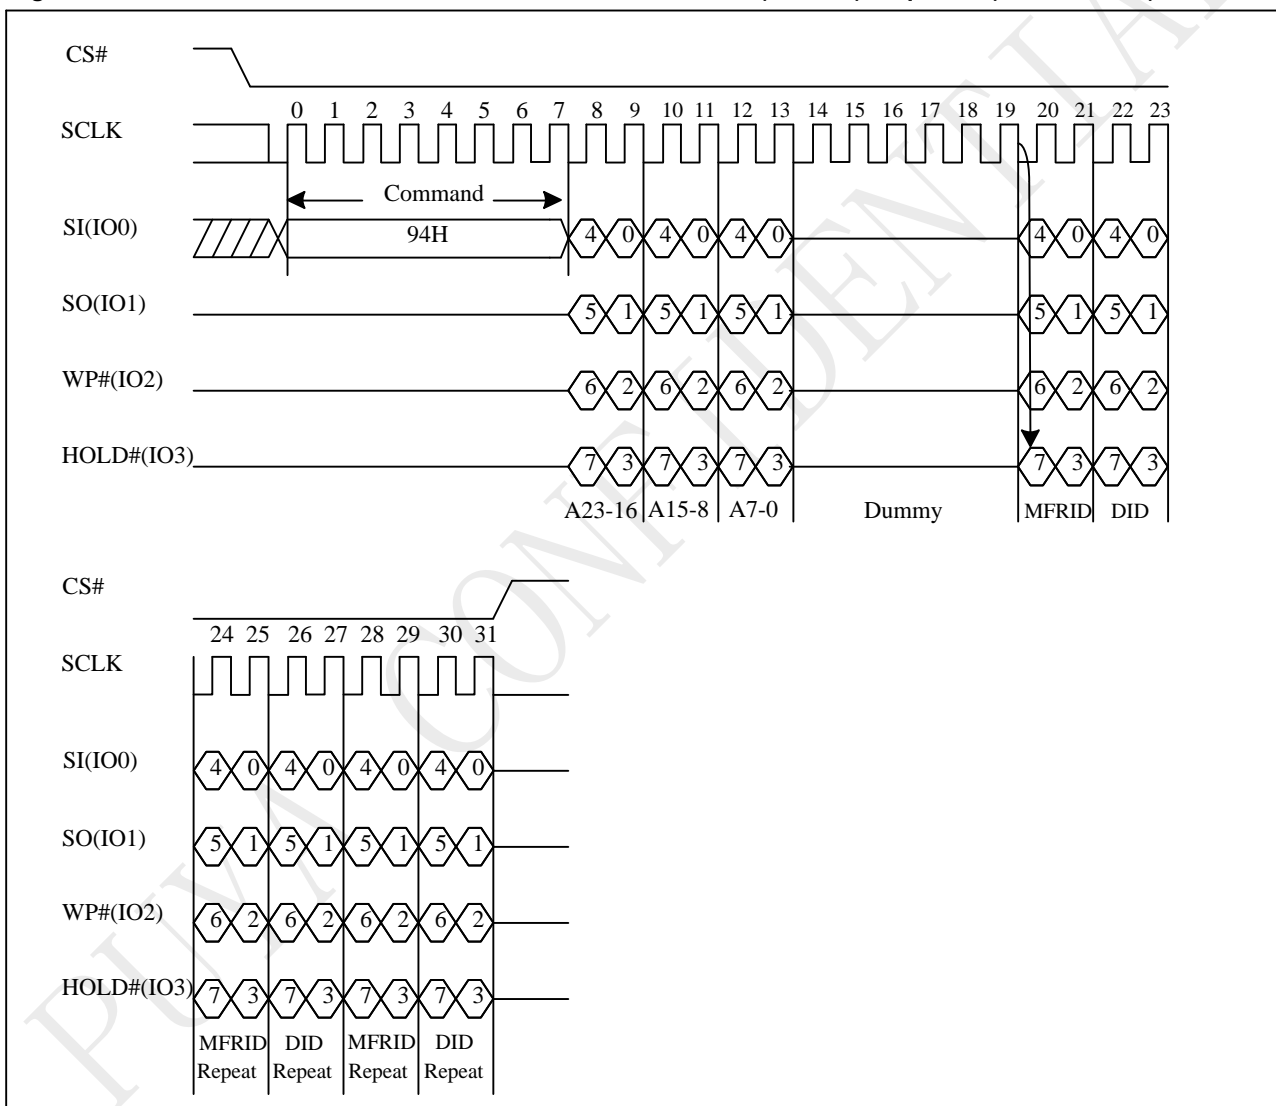 CS#
0 1 2 3 4 5 6 7 8 9 10 11 12 13 14 15 16 17 18 19 20 21 22 23
SCLK
Command
SI(IO0) 94H 4 0 4 0 4 0 4 0 4 0
SO(IO1) 5 1 5 1 5 1 5 1 5 1
WP#(IO2) 6 2 6 2 6 2 6 2 6 2
HOLD#(IO3) 7 3 7 3 7 3 7 3 7 3
A23-16 A15-8 A7-0 Dummy MFRID DID
CS#
24 25 26 27 28 29 30 31
SCLK
SI(IO0) 4 0 4 0 4 0 4 0
SO(IO1) 5 1 5 1 5 1 5 1
WP#(IO2) 6 2 6 2 6 2 6 2
HOLD#(IO3) 7 3 7 3 7 3 7 3
MFRID DID MFRID DID
Repeat Repeat Repeat Repeat
PUYA CONFIDENTIAL